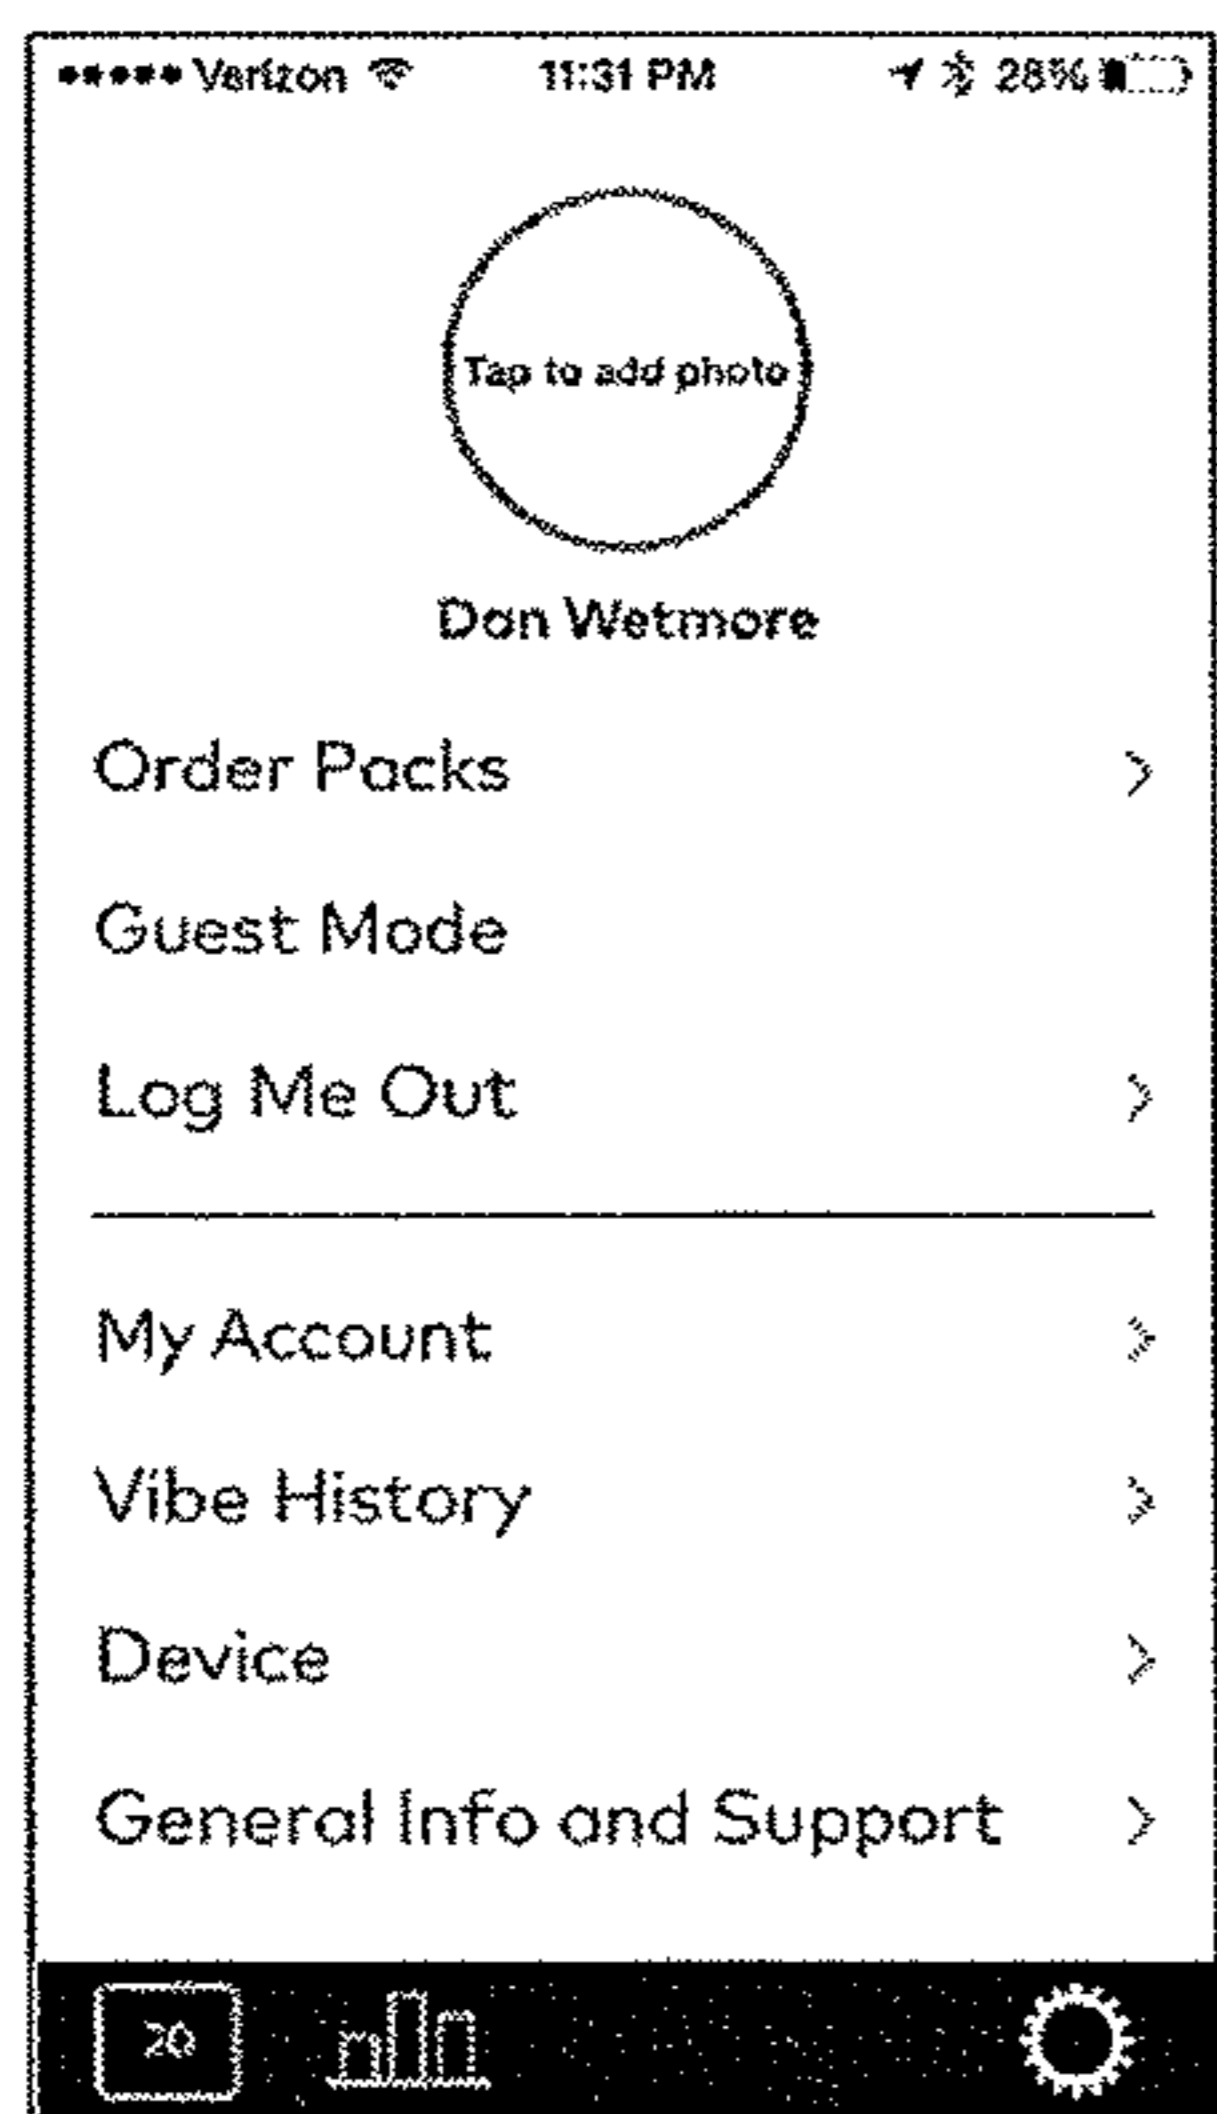 Verizon 11:31 PM 28%
Tap to add photo
Dan Wetmore
Order Packs
Guest Mode
Log Me Out
My Account
Vibe History
Device
General Info and Support
20